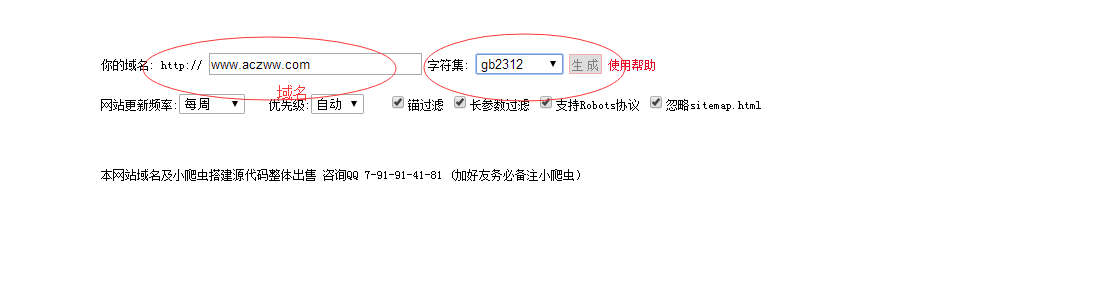 你的域名: http:// www.aczww.com 字符集: gb2312 生成 使用帮助
域名
网站更新频率: 每周 优先级: 自动 锚过滤 长参数过滤 支持Robots协议 忽略sitemap.html
本网站域名及小爬虫搭建源代码整体出售 咨询QQ 7-91-91-41-81 (加好友务必备注小爬虫)